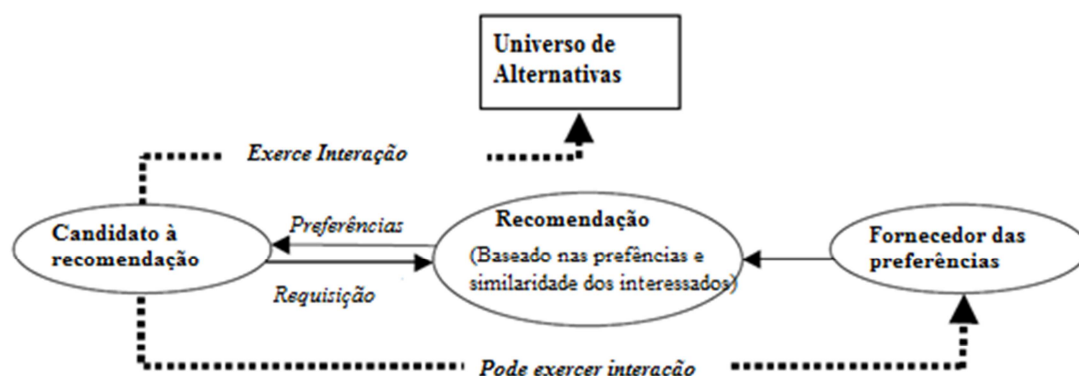 Universo de
Alternativas
Exerce Interação
Candidato à
recomendação
Preferências
Requisição
Recomendação
(Baseado nas prefências e
similaridade dos interessados)
Fornecedor das
preferências
Pode exercer interação